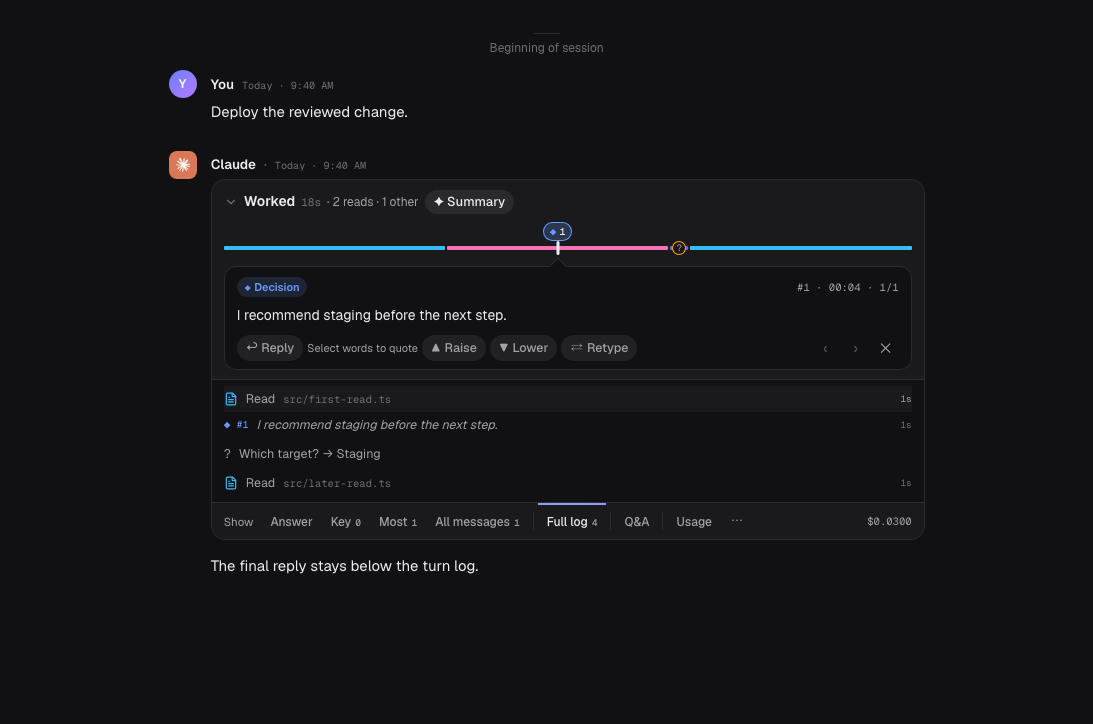 Beginning of session
Y You Today · 9:40 AM
Deploy the reviewed change.
Claude · Today · 9:40 AM
Worked 18s · 2 reads · 1 other Summary
1
?
Decision #1 · 00:04 · 1/1
I recommend staging before the next step.
Reply Select words to quote Raise Lower Retype
Read src/first-read.ts 1s
#1 I recommend staging before the next step. 1s
? Which target? → Staging
Read src/later-read.ts 1s
Show Answer Key 0 Most 1 All messages 1 Full log 4 Q&A Usage ··· $0.0300
The final reply stays below the turn log.